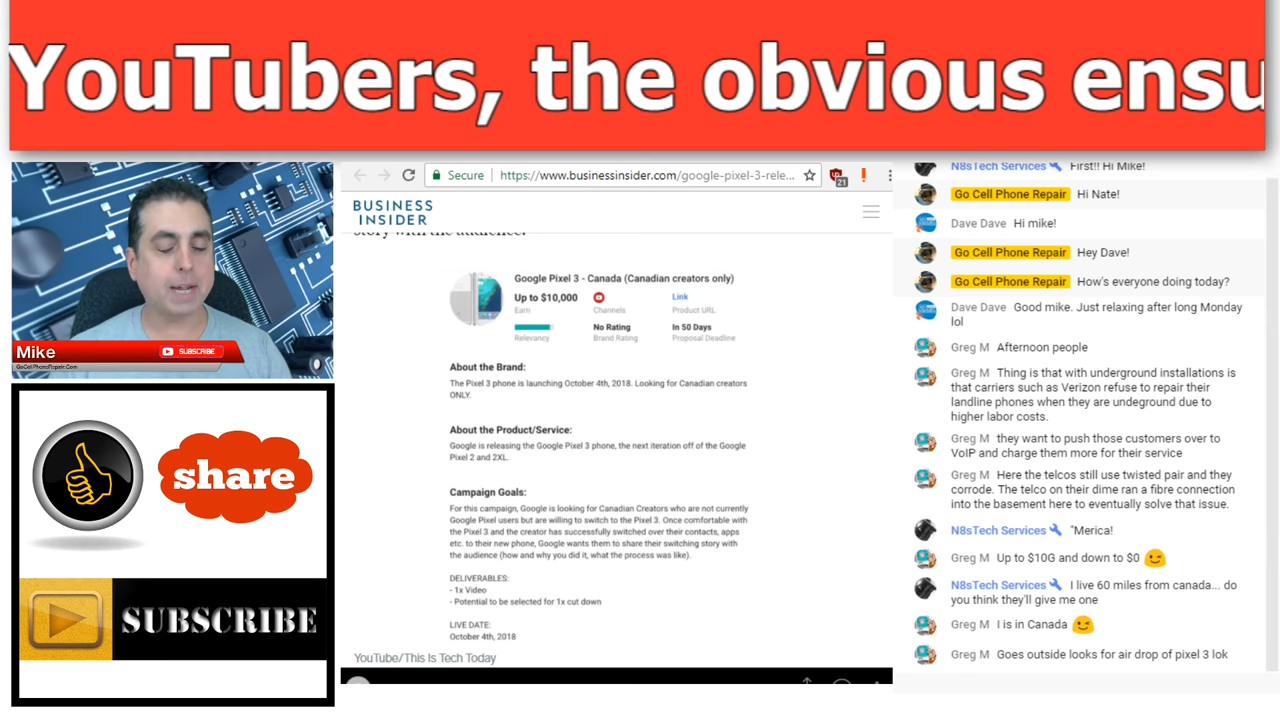 YouTubers, the obvious ensu
Mike
SUBSCRIBE
GoCellPhoneRepair.Com
share
SUBSCRIBE
Secure
https://www.businessinsider.com/google-pixel-3-rele...
21
BUSINESS
INSIDER
story with the audience.
Google Pixel 3 - Canada (Canadian creators only)
Up to $10,000 Link
Earn Channels Product URL
No Rating In 50 Days
Relevancy Brand Rating Proposal Deadline
About the Brand:
The Pixel 3 phone is launching October 4th, 2018. Looking for Canadian creators
ONLY.
About the Product/Service:
Google is releasing the Google Pixel 3 phone, the next iteration off of the Google
Pixel 2 and 2XL.
Campaign Goals:
For this campaign, Google is looking for Canadian Creators who are not currently
Google Pixel users but are willing to switch to the Pixel 3. Once comfortable with
the Pixel 3 and the creator has successfully switched over their contacts, apps
etc. to their new phone, Google wants them to share their switching story with
the audience (how and why you did it, what the process was like).
DELIVERABLES:
- 1x Video
- Potential to be selected for 1x cut down
LIVE DATE:
October 4th, 2018
YouTube/This Is Tech Today
N8sTech Services First!! Hi Mike!
Go Cell Phone Repair Hi Nate!
Dave Dave Hi mike!
Go Cell Phone Repair Hey Dave!
Go Cell Phone Repair How's everyone doing today?
Dave Dave Good mike. Just relaxing after long Monday
lol
Greg M Afternoon people
Greg M Thing is that with underground installations is
that carriers such as Verizon refuse to repair their
landline phones when they are undeground due to
higher labor costs.
Greg M they want to push those customers over to
VoIP and charge them more for their service
Greg M Here the telcos still use twisted pair and they
corrode. The telco on their dime ran a fibre connection
into the basement here to eventually solve that issue.
N8sTech Services "Merica!
Greg M Up to $10G and down to $0 😉
N8sTech Services I live 60 miles from canada... do
you think they'll give me one
Greg M I is in Canada 😉
Greg M Goes outside looks for air drop of pixel 3 lok